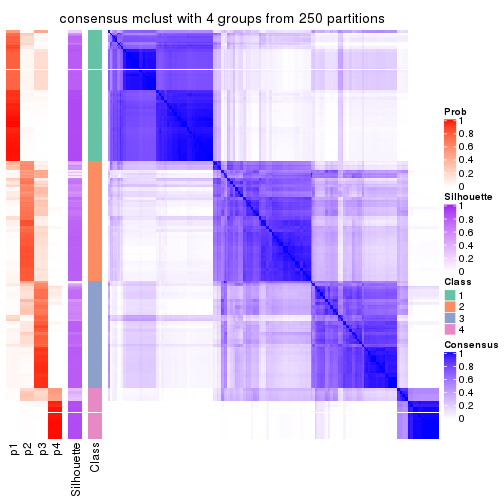 consensus mclust with 4 groups from 250 partitions
Prob
1
0.8
0.6
0.4
0.2
0
Silhouette
1
0.8
0.6
0.4
0.2
0
Class
1
2
3
4
Consensus
1
0.8
0.6
0.4
0.2
0
p1
p2
p3
p4
Silhouette
Class